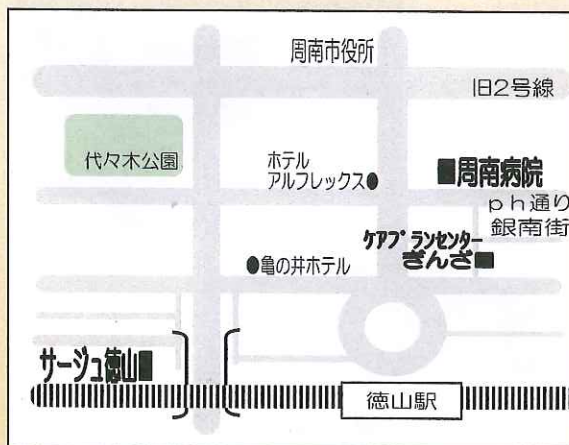 周南市役所
旧2号線
代々木公園
ホテル
アルフレックス●
■周南病院
ph通り
銀南街
ケアプランセンター
ぎんざ■
●亀の井ホテル
サージュ徳山■
徳山駅